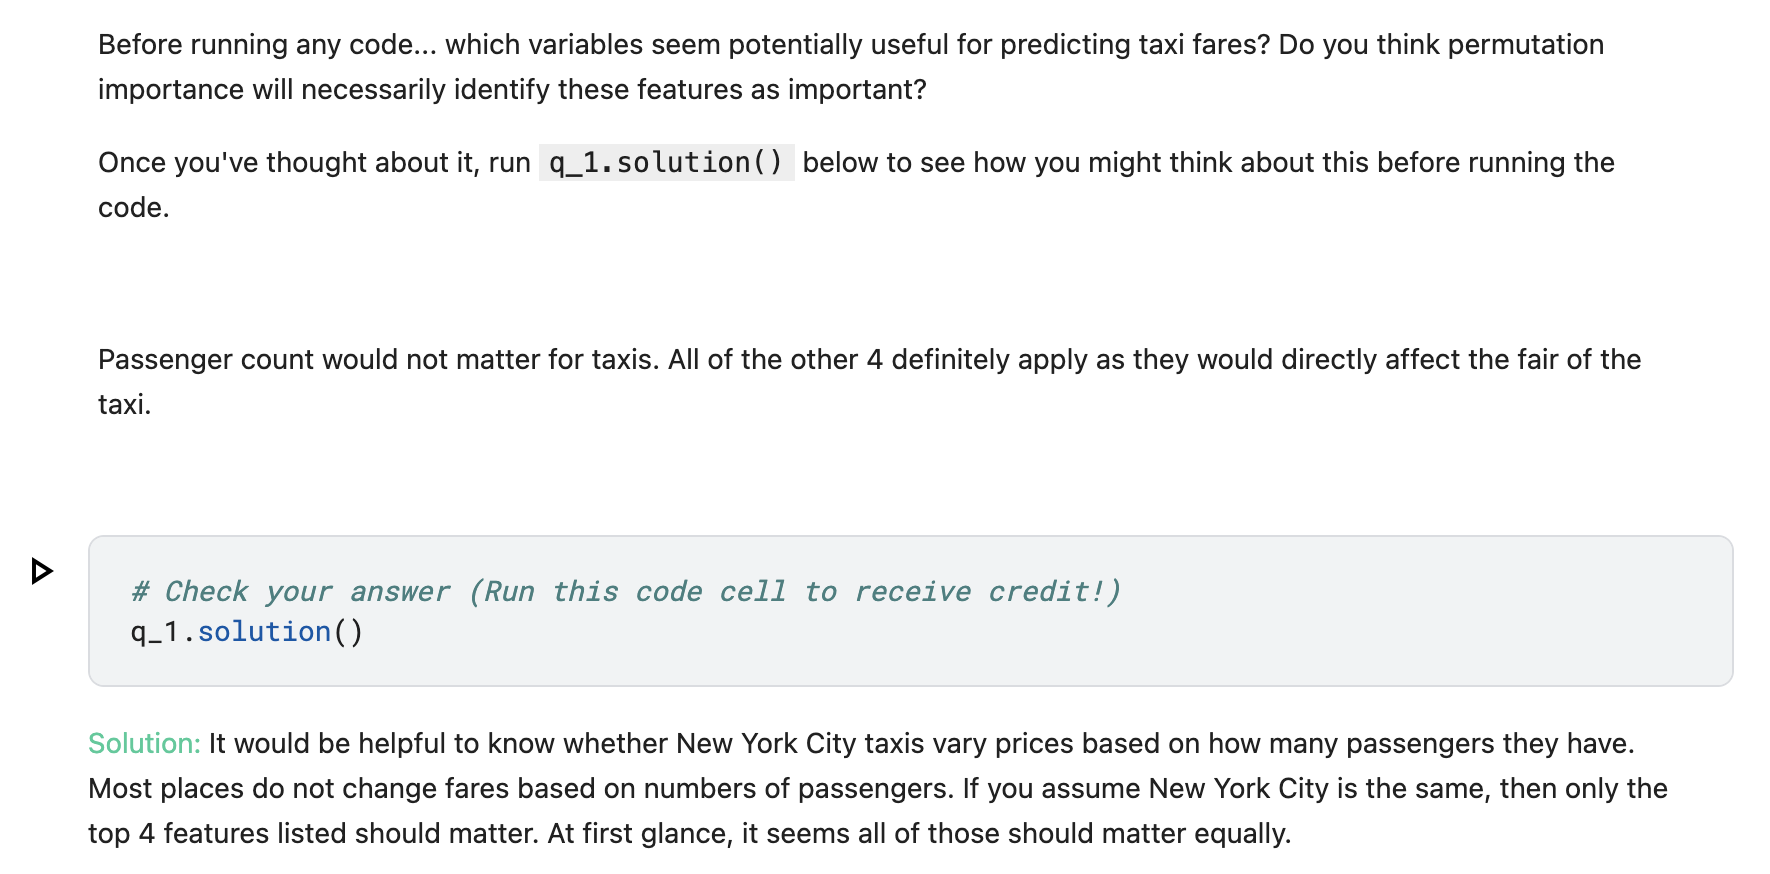 Before running any code... which variables seem potentially useful for predicting taxi fares? Do you think permutation
importance will necessarily identify these features as important?
Once you've thought about it, run q_1.solution() below to see how you might think about this before running the
code.
Passenger count would not matter for taxis. All of the other 4 definitely apply as they would directly affect the fair of the
taxi.
# Check your answer (Run this code cell to receive credit!)
q_1.solution()
Solution: It would be helpful to know whether New York City taxis vary prices based on how many passengers they have.
Most places do not change fares based on numbers of passengers. If you assume New York City is the same, then only the
top 4 features listed should matter. At first glance, it seems all of those should matter equally.